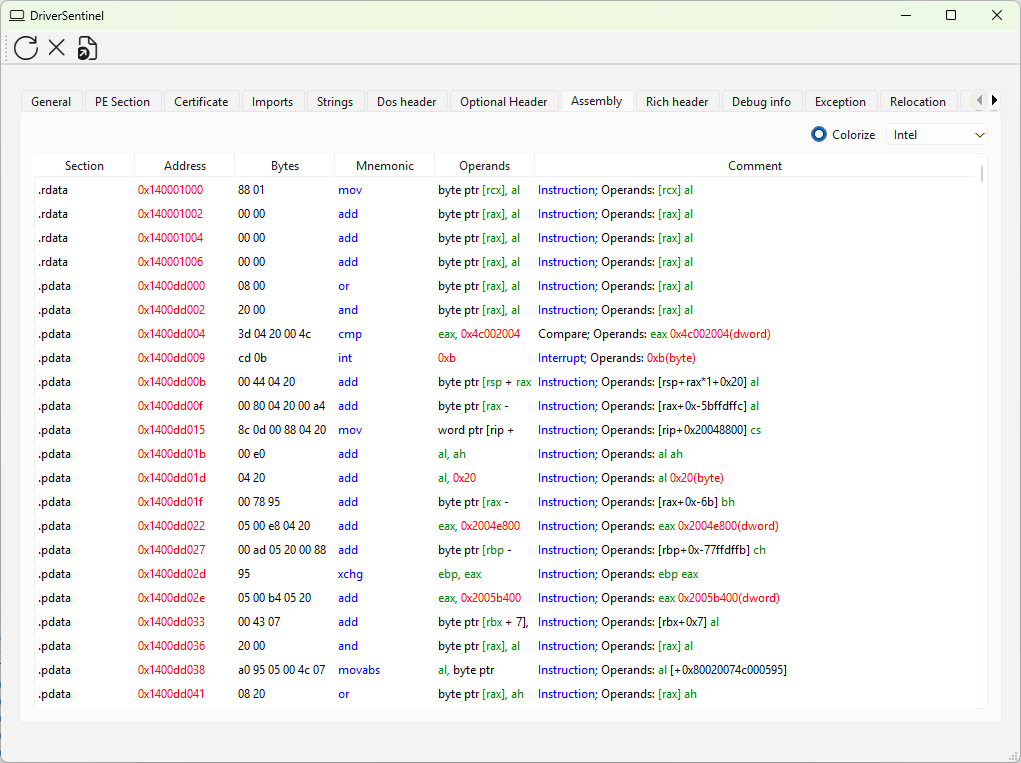 DriverSentinel
General PE Section Certificate Imports Strings Dos header Optional Header Assembly Rich header Debug info Exception Relocation
Colorize Intel
Section Address Bytes Mnemonic Operands Comment
.rdata 0x140001000 88 01 mov byte ptr [rcx], al Instruction; Operands: [rcx] al
.rdata 0x140001002 00 00 add byte ptr [rax], al Instruction; Operands: [rax] al
.rdata 0x140001004 00 00 add byte ptr [rax], al Instruction; Operands: [rax] al
.rdata 0x140001006 00 00 add byte ptr [rax], al Instruction; Operands: [rax] al
.pdata 0x1400dd000 08 00 or byte ptr [rax], al Instruction; Operands: [rax] al
.pdata 0x1400dd002 20 00 and byte ptr [rax], al Instruction; Operands: [rax] al
.pdata 0x1400dd004 3d 04 20 00 4c cmp eax, 0x4c002004 Compare; Operands: eax 0x4c002004(dword)
.pdata 0x1400dd009 cd 0b int 0xb Interrupt; Operands: 0xb(byte)
.pdata 0x1400dd00b 00 44 04 20 add byte ptr [rsp + rax Instruction; Operands: [rsp+rax*1+0x20] al
.pdata 0x1400dd00f 00 80 04 20 00 a4 add byte ptr [rax - Instruction; Operands: [rax+0x-5bffdffc] al
.pdata 0x1400dd015 8c 0d 00 88 04 20 mov word ptr [rip + Instruction; Operands: [rip+0x20048800] cs
.pdata 0x1400dd01b 00 e0 add al, ah Instruction; Operands: al ah
.pdata 0x1400dd01d 04 20 add al, 0x20 Instruction; Operands: al 0x20(byte)
.pdata 0x1400dd01f 00 78 95 add byte ptr [rax - Instruction; Operands: [rax+0x-6b] bh
.pdata 0x1400dd022 05 00 e8 04 20 add eax, 0x2004e800 Instruction; Operands: eax 0x2004e800(dword)
.pdata 0x1400dd027 00 ad 05 20 00 88 add byte ptr [rbp - Instruction; Operands: [rbp+0x-77ffdffb] ch
.pdata 0x1400dd02d 95 xchg ebp, eax Instruction; Operands: ebp eax
.pdata 0x1400dd02e 05 00 b4 05 20 add eax, 0x2005b400 Instruction; Operands: eax 0x2005b400(dword)
.pdata 0x1400dd033 00 43 07 add byte ptr [rbx + 7], Instruction; Operands: [rbx+0x7] al
.pdata 0x1400dd036 20 00 and byte ptr [rax], al Instruction; Operands: [rax] al
.pdata 0x1400dd038 a0 95 05 00 4c 07 movabs al, byte ptr Instruction; Operands: al [+0x80020074c000595]
.pdata 0x1400dd041 08 20 or byte ptr [rax], ah Instruction; Operands: [rax] ah